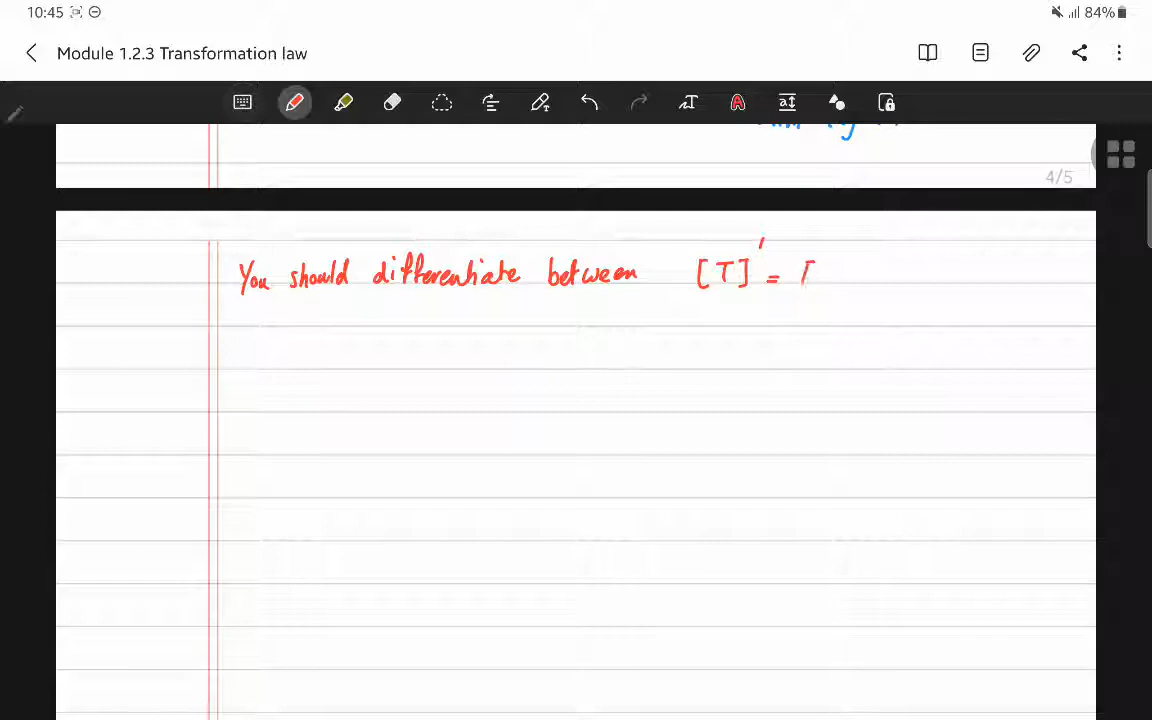 10:45 84%
Module 1.2.3 Transformation law
4/5
You should differentiate between [T]' = [